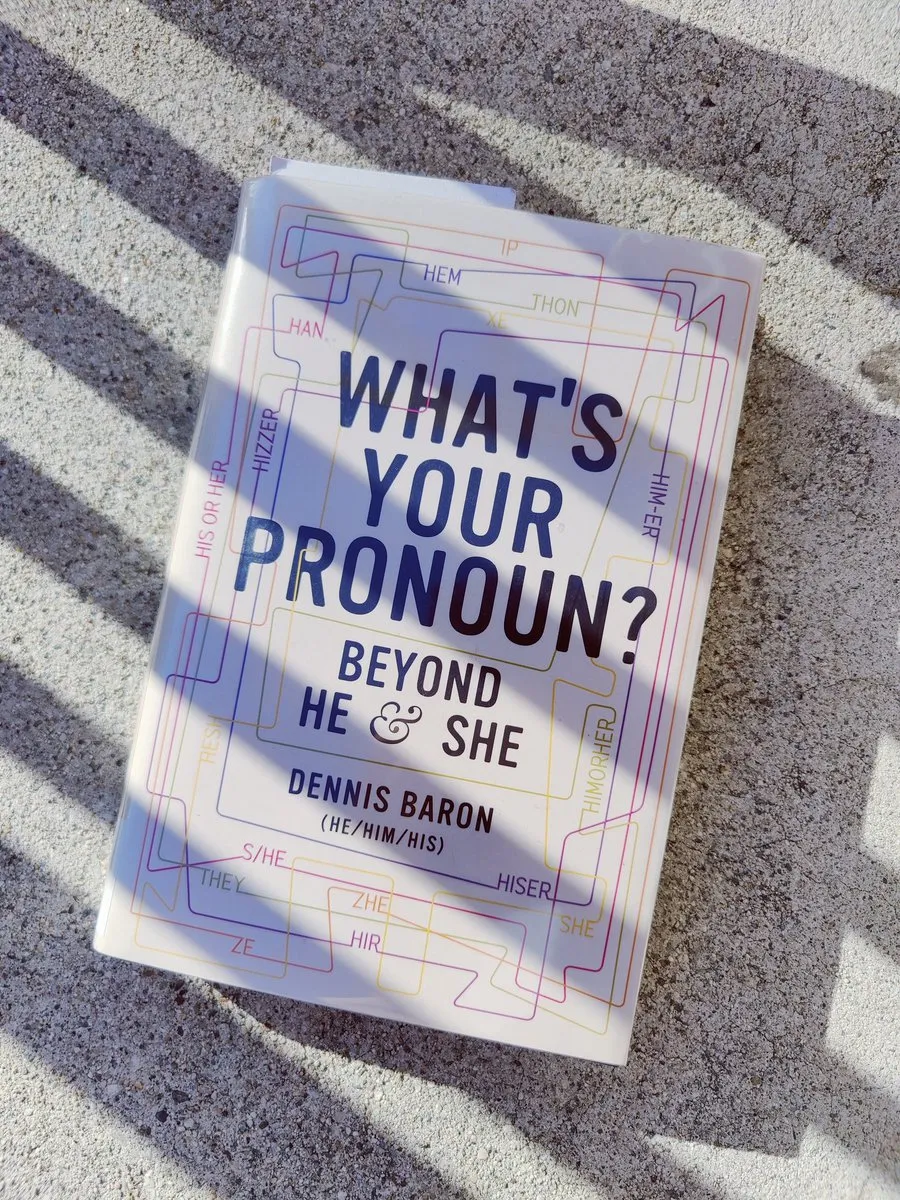 IP
HEM
THON
XE
HAN
WHAT'S
YOUR
PRONOUN?
HIZZER
HIS OR HER
HIM-ER
BEYOND
HE & SHE
HESH
HIMORHER
DENNIS BARON
(HE/HIM/HIS)
S/HE
THEY
HISER
ZHE
SHE
ZE
HIR